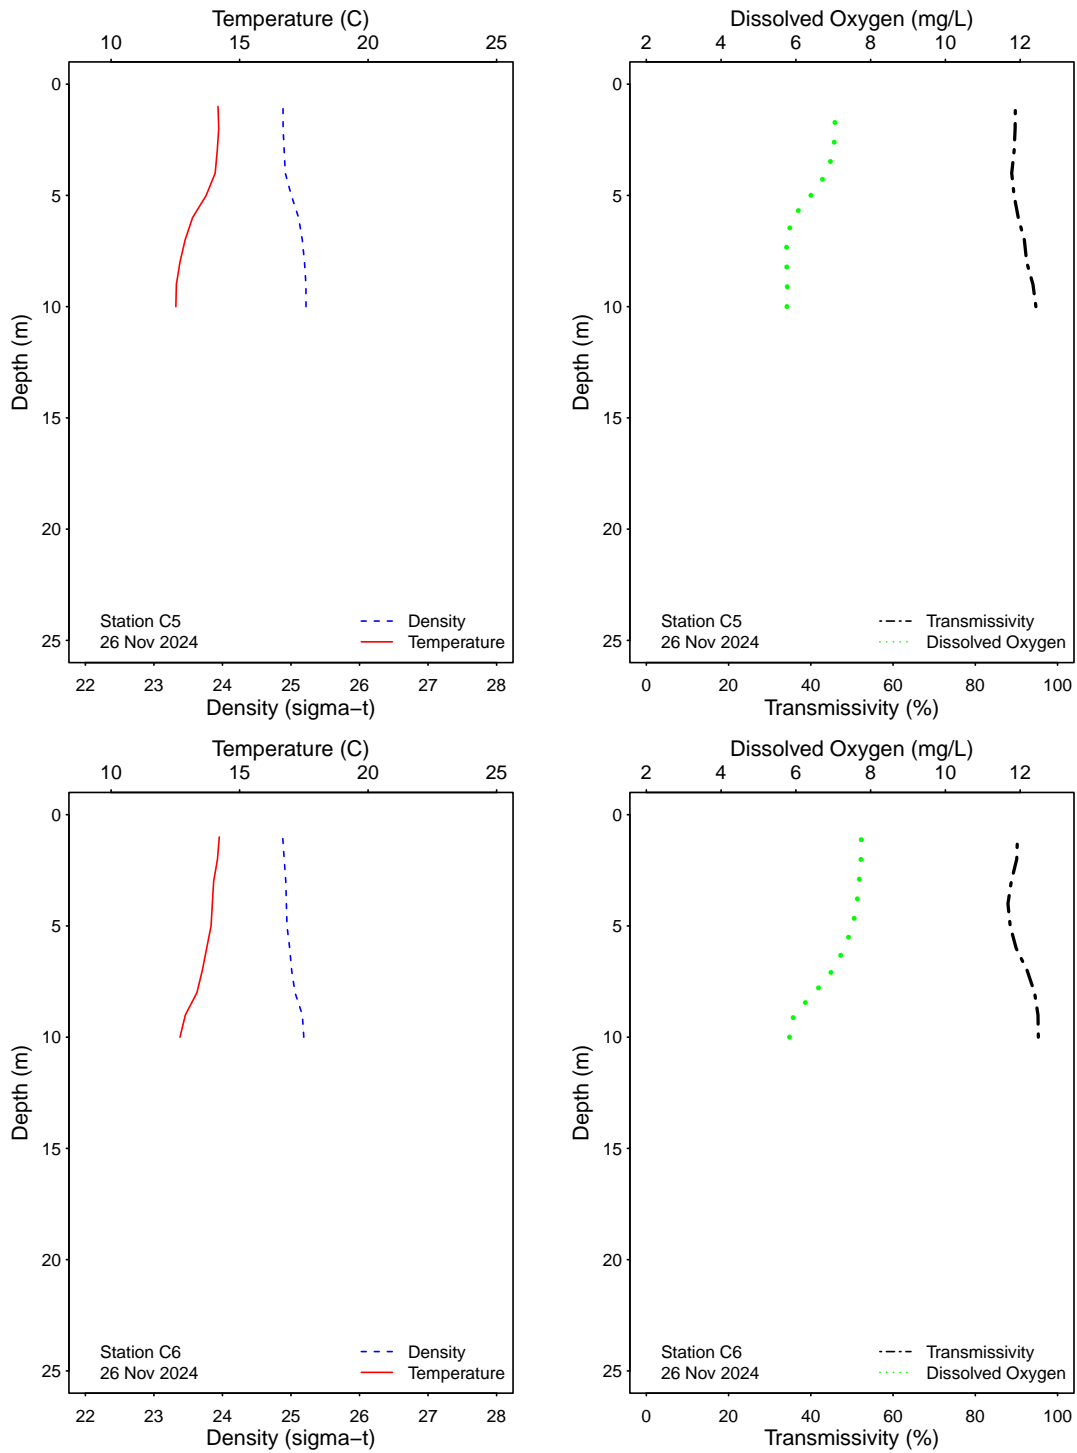 Temperature (C)
10 15 20 25
0
5
10
15
20
25
Depth (m)
Station C5
26 Nov 2024
Density
Temperature
22 23 24 25 26 27 28
Density (sigma−t)
Dissolved Oxygen (mg/L)
2 4 6 8 10 12
0
5
10
15
20
25
Depth (m)
Station C5
26 Nov 2024
Transmissivity
Dissolved Oxygen
0 20 40 60 80 100
Transmissivity (%)
Temperature (C)
10 15 20 25
0
5
10
15
20
25
Depth (m)
Station C6
26 Nov 2024
Density
Temperature
22 23 24 25 26 27 28
Density (sigma−t)
Dissolved Oxygen (mg/L)
2 4 6 8 10 12
0
5
10
15
20
25
Depth (m)
Station C6
26 Nov 2024
Transmissivity
Dissolved Oxygen
0 20 40 60 80 100
Transmissivity (%)